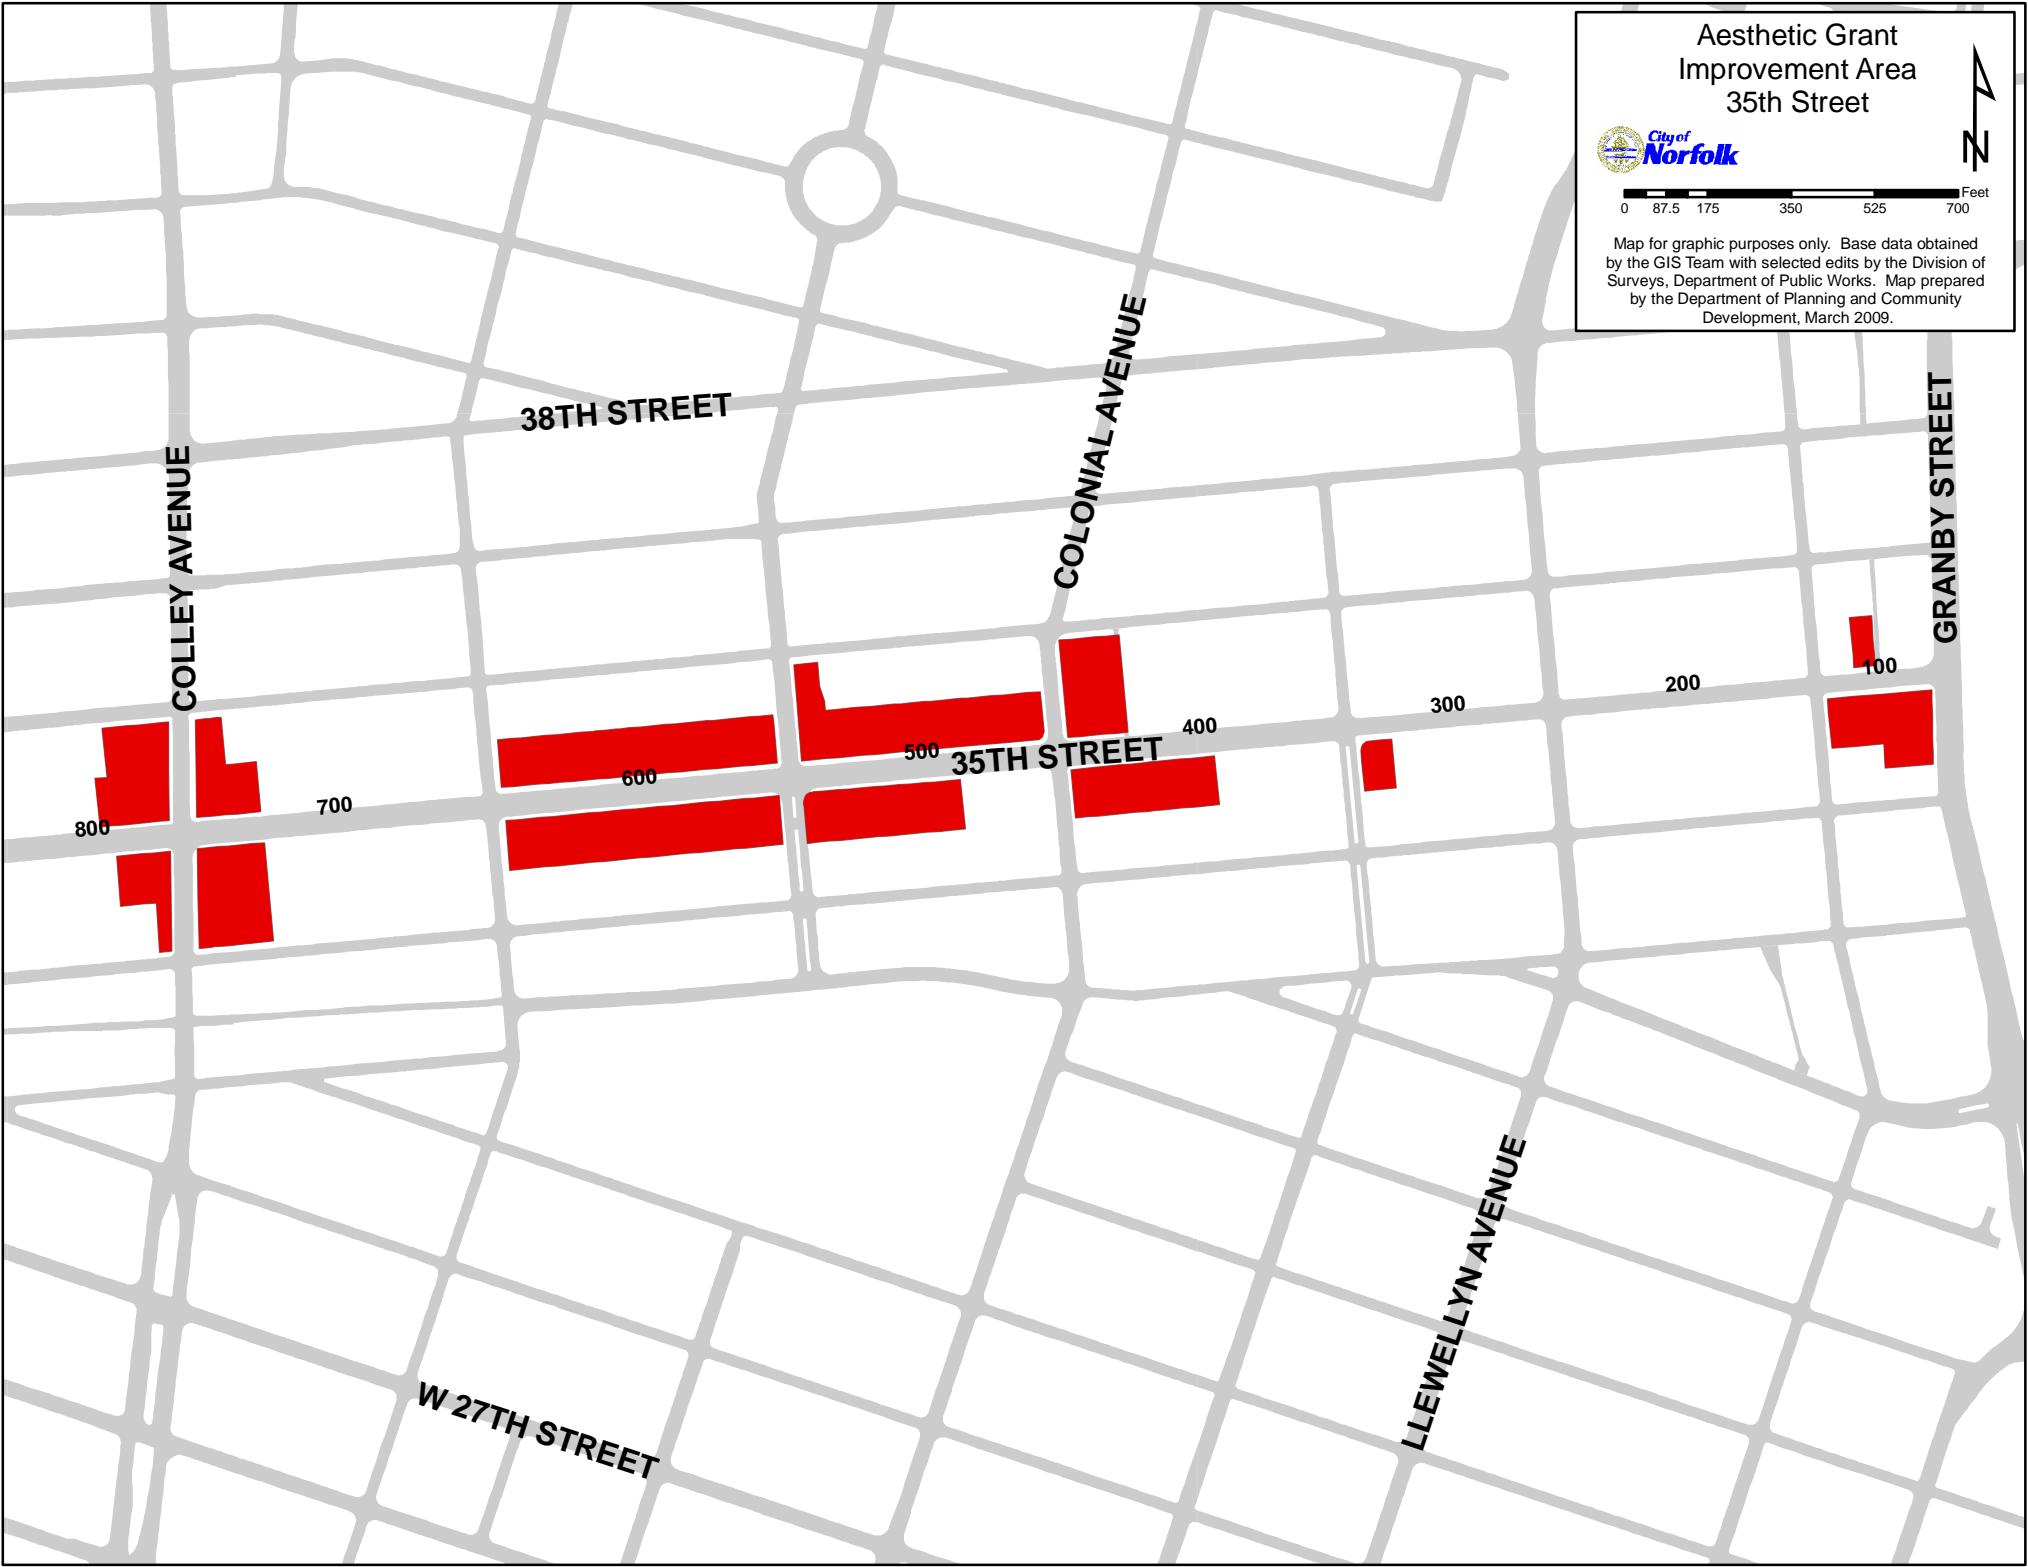 Aesthetic Grant
Improvement Area
35th Street
City of
Norfolk
N
Feet
0 87.5 175 350 525 700
Map for graphic purposes only. Base data obtained
by the GIS Team with selected edits by the Division of
Surveys, Department of Public Works. Map prepared
by the Department of Planning and Community
Development, March 2009.
38TH STREET
COLONIAL AVENUE
GRANBY STREET
COLLEY AVENUE
100
200
300
400
35TH STREET
500
600
700
800
LLEWELLYN AVENUE
W 27TH STREET